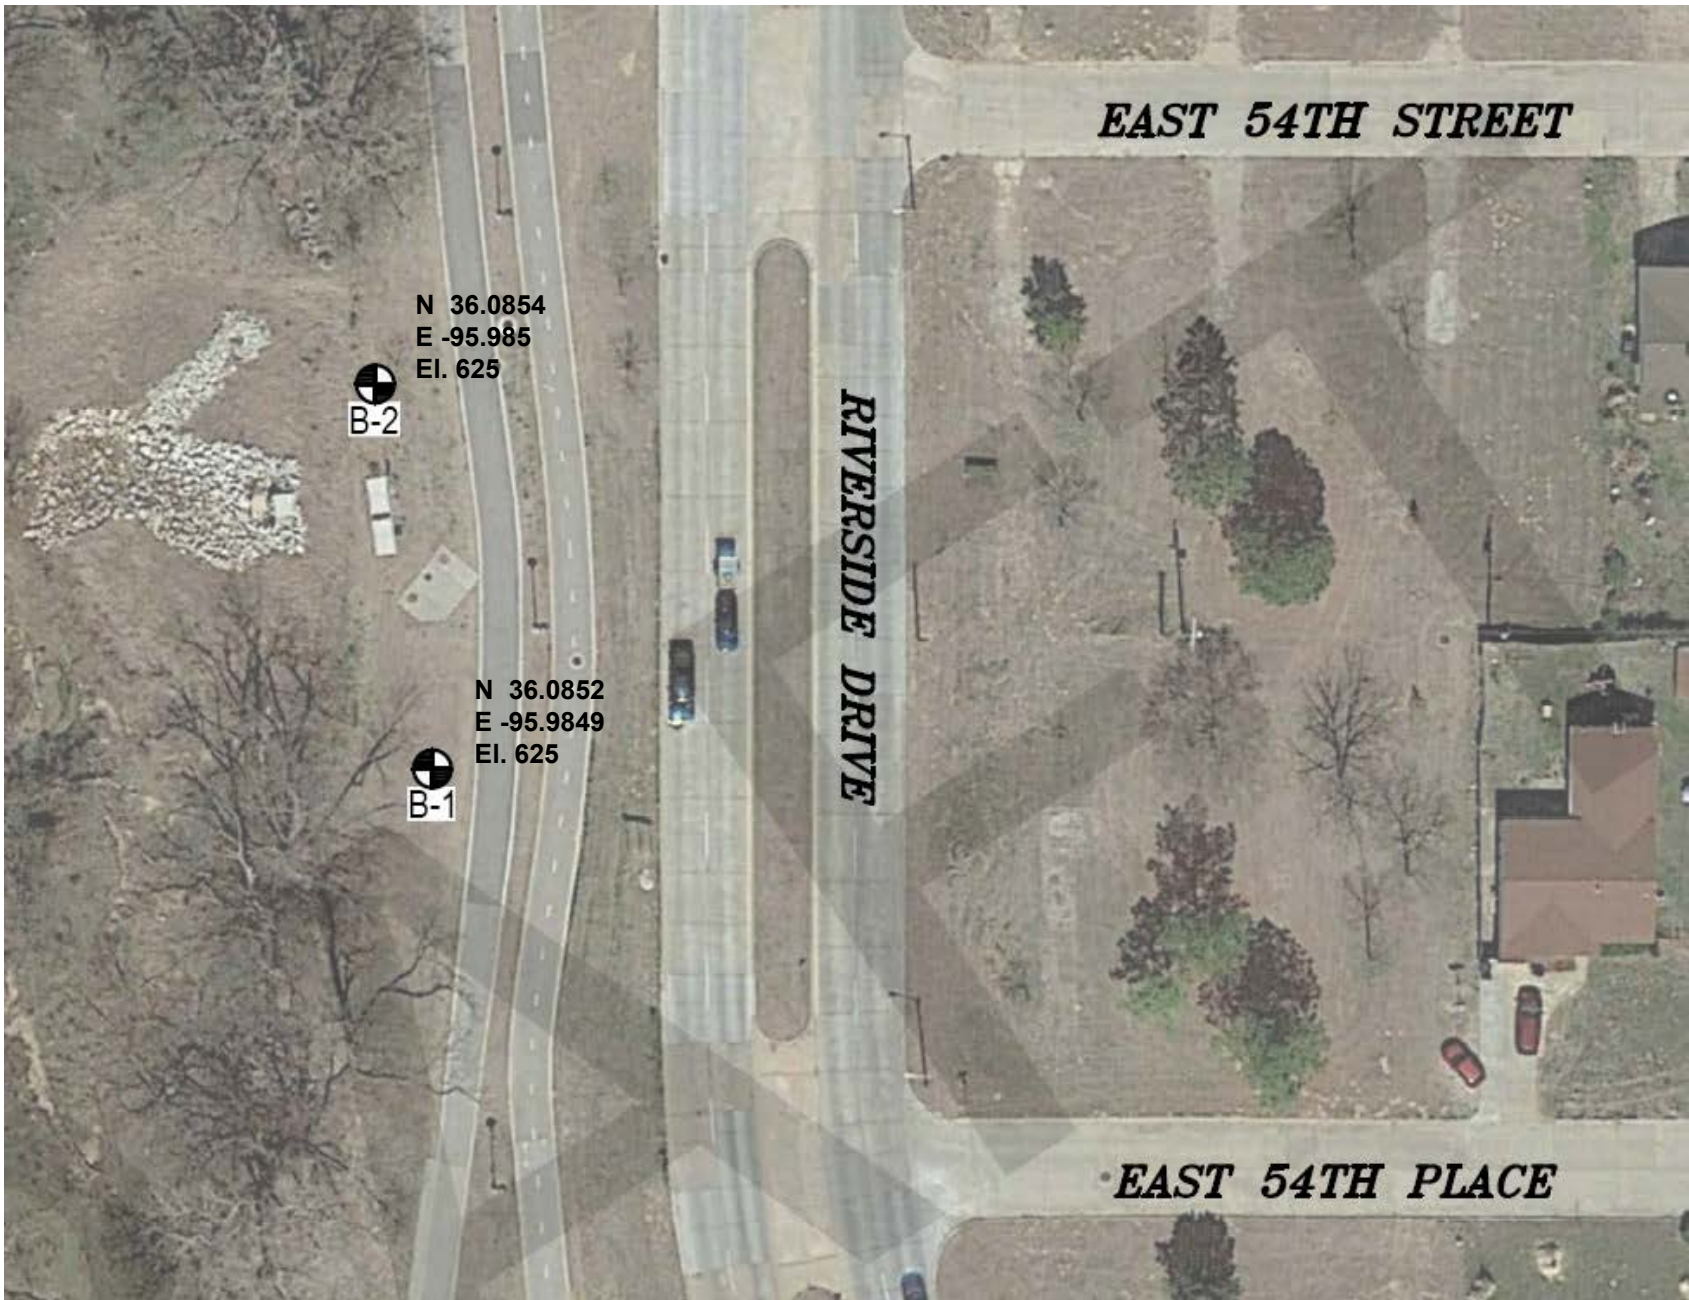 EAST 54TH STREET
N 36.0854
E -95.985
El. 625
B-2
RIVERSIDE DRIVE
N 36.0852
E -95.9849
El. 625
B-1
EAST 54TH PLACE